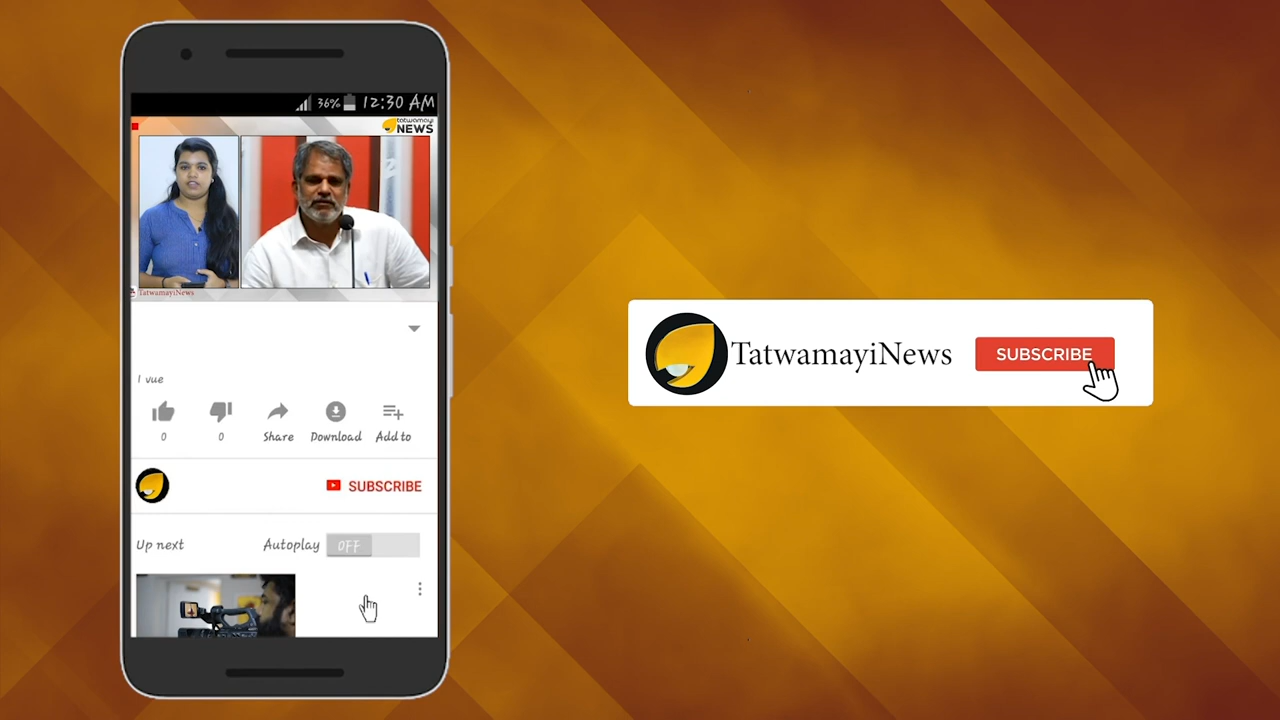 36% 12:30 AM
tatwamayi
NEWS
TatwamayiNews
1 vue
0
0
Share
Download
Add to
SUBSCRIBE
Up next
Autoplay
OFF
TatwamayiNews
SUBSCRIBE